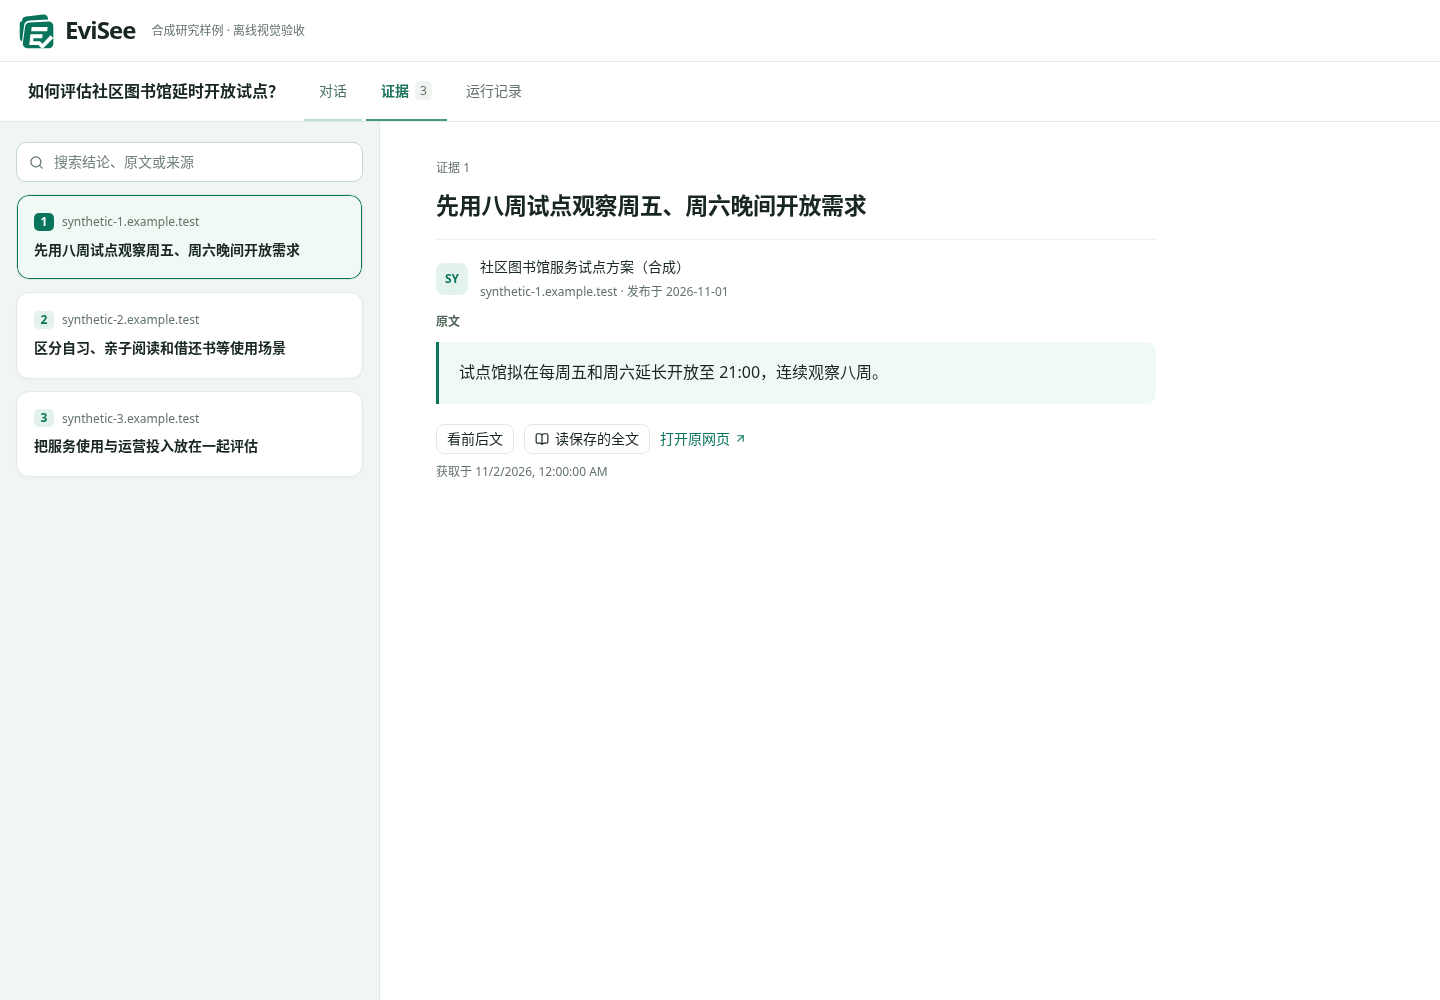 EviSee
合成研究样例 · 离线视觉验收
如何评估社区图书馆延时开放试点？
对话
证据 3
运行记录
搜索结论、原文或来源
1 synthetic-1.example.test
先用八周试点观察周五、周六晚间开放需求
2 synthetic-2.example.test
区分自习、亲子阅读和借还书等使用场景
3 synthetic-3.example.test
把服务使用与运营投入放在一起评估
证据 1
先用八周试点观察周五、周六晚间开放需求
SY
社区图书馆服务试点方案（合成）
synthetic-1.example.test · 发布于 2026-11-01
原文
试点馆拟在每周五和周六延长开放至 21:00，连续观察八周。
看前后文
读保存的全文
打开原网页
获取于 11/2/2026, 12:00:00 AM